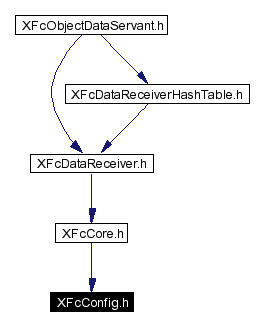 XFcObjectDataServant.h
XFcDataReceiverHashTable.h
XFcDataReceiver.h
XFcCore.h
XFcConfig.h